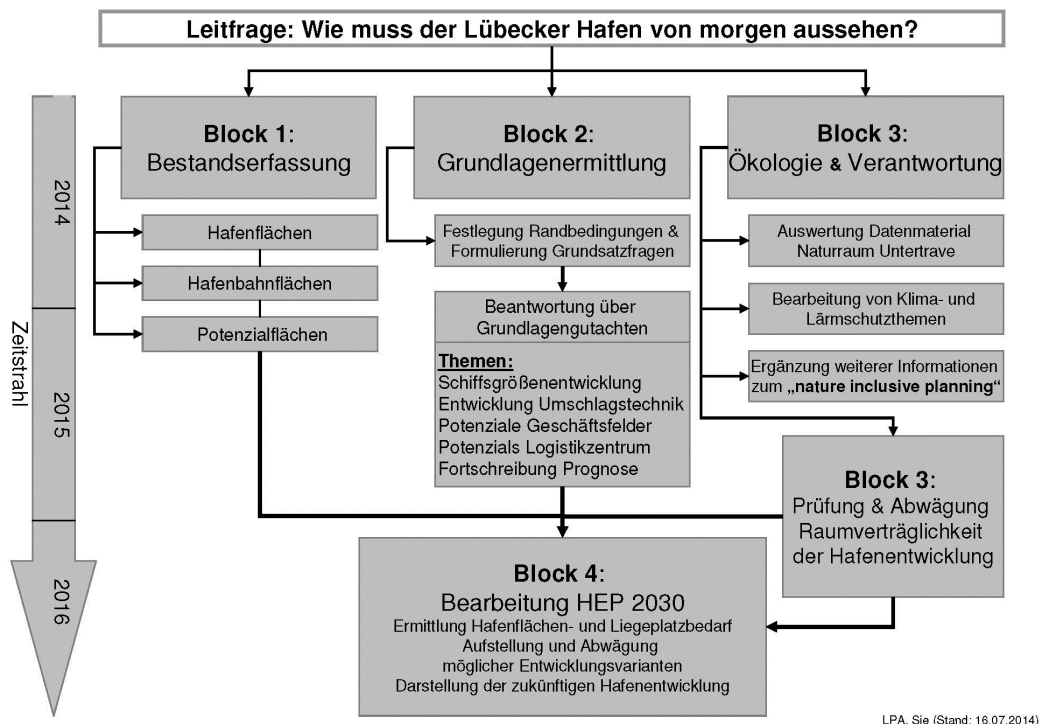 Leitfrage: Wie muss der Lübecker Hafen von morgen aussehen?
Block 1:
Bestandserfassung
Hafenflächen
Hafenbahnflächen
Potenzialflächen
Block 2:
Grundlagenermittlung
Festlegung Randbedingungen &
Formulierung Grundsatzfragen
Beantwortung über
Grundlagengutachten
Themen:
Schiffsgrößenentwicklung
Entwicklung Umschlagstechnik
Potenziale Geschäftsfelder
Potenzials Logistikzentrum
Fortschreibung Prognose
Block 3:
Ökologie & Verantwortung
Auswertung Datenmaterial
Naturraum Untertrave
Bearbeitung von Klima- und
Lärmschutzthemen
Ergänzung weiterer Informationen
zum „nature inclusive planning“
Block 3:
Prüfung & Abwägung
Raumverträglichkeit
der Hafenentwicklung
Block 4:
Bearbeitung HEP 2030
Ermittlung Hafenflächen- und Liegeplatzbedarf
Aufstellung und Abwägung
möglicher Entwicklungsvarianten
Darstellung der zukünftigen Hafenentwicklung
Zeitstrahl
2014
2015
2016
LPA, Sie (Stand: 16.07.2014)